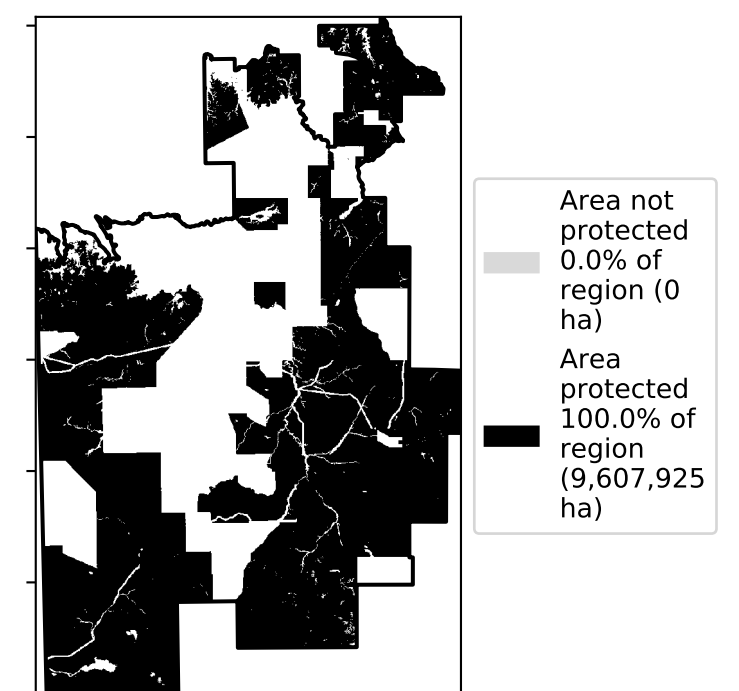 Area not
protected
0.0% of
region (0
ha)
Area
protected
100.0% of
region
(9,607,925
ha)